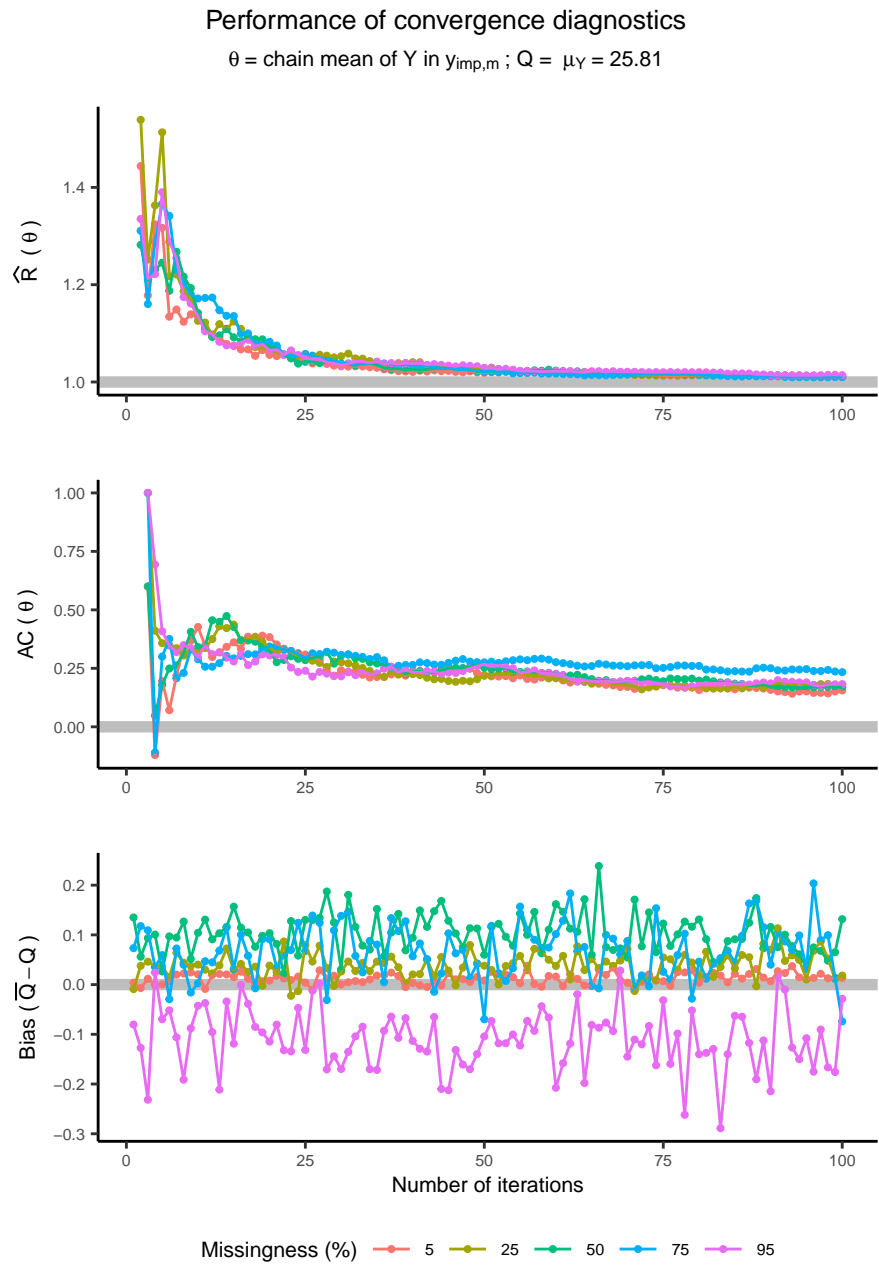 Performance of convergence diagnostics
θ = chain mean of Y in yimp,m ; Q = μY = 25.81
R̂ ( θ )
1.4
1.2
1.0
0 25 50 75 100
AC ( θ )
1.00
0.75
0.50
0.25
0.00
0 25 50 75 100
Bias ( Q̅ − Q )
0.2
0.1
0.0
−0.1
−0.2
−0.3
0 25 50 75 100
Number of iterations
Missingness (%) 5 25 50 75 95